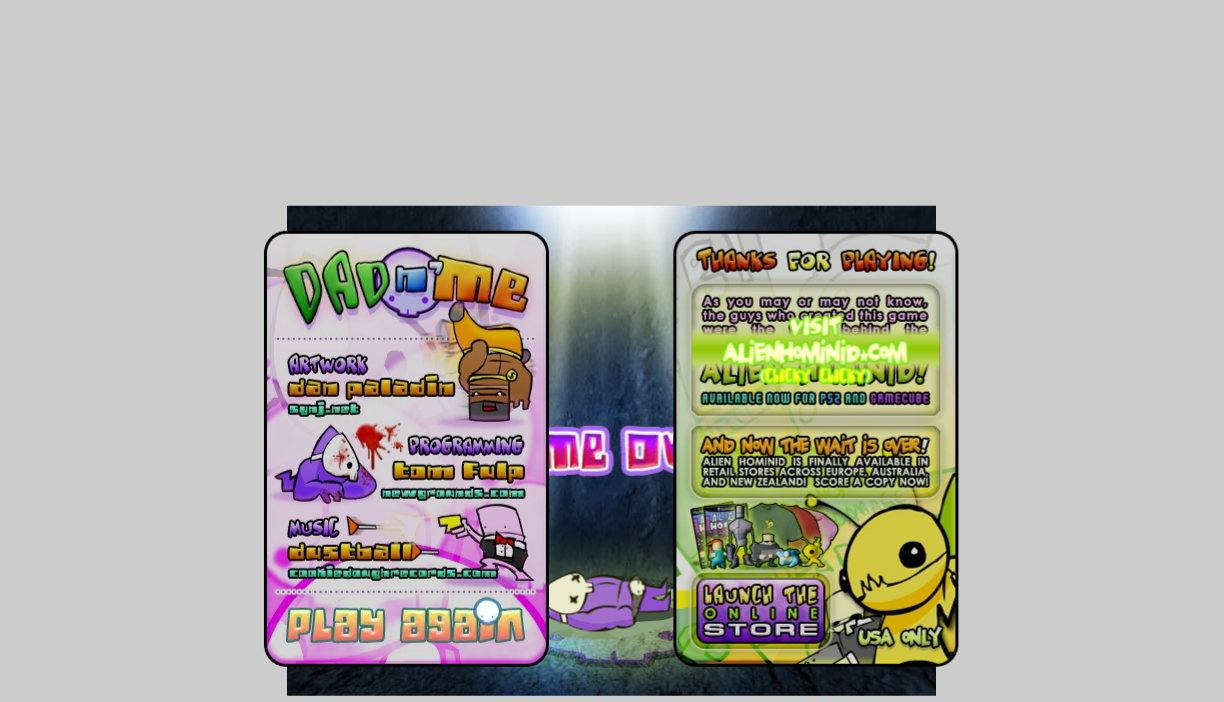 DAD n' ME
ARTWORK
dan paladin
synj.net
PROGRAMMING
tom fulp
newgrounds.com
MUSIC
dustball
cookiedoughrecords.com
PLAY AGAIN
ME OV
THANKS FOR PLAYING!
As you may or may not know,
the guys who created this game
were the behind the
VISIT
ALIENHOMINID.COM
(CLICKY CLICKY)
ALIEN HOMINID!
AVAILABLE NOW FOR PS2 AND GAMECUBE
AND NOW THE WAIT IS OVER!
ALIEN HOMINID IS FINALLY AVAILABLE IN
RETAIL STORES ACROSS EUROPE, AUSTRALIA,
AND NEW ZEALAND! SCORE A COPY NOW!
LAUNCH THE
ONLINE
STORE
USA ONLY